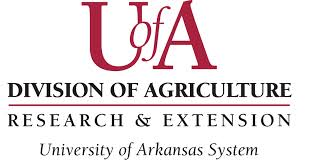 UofA
DIVISION OF AGRICULTURE
RESEARCH & EXTENSION
University of Arkansas System